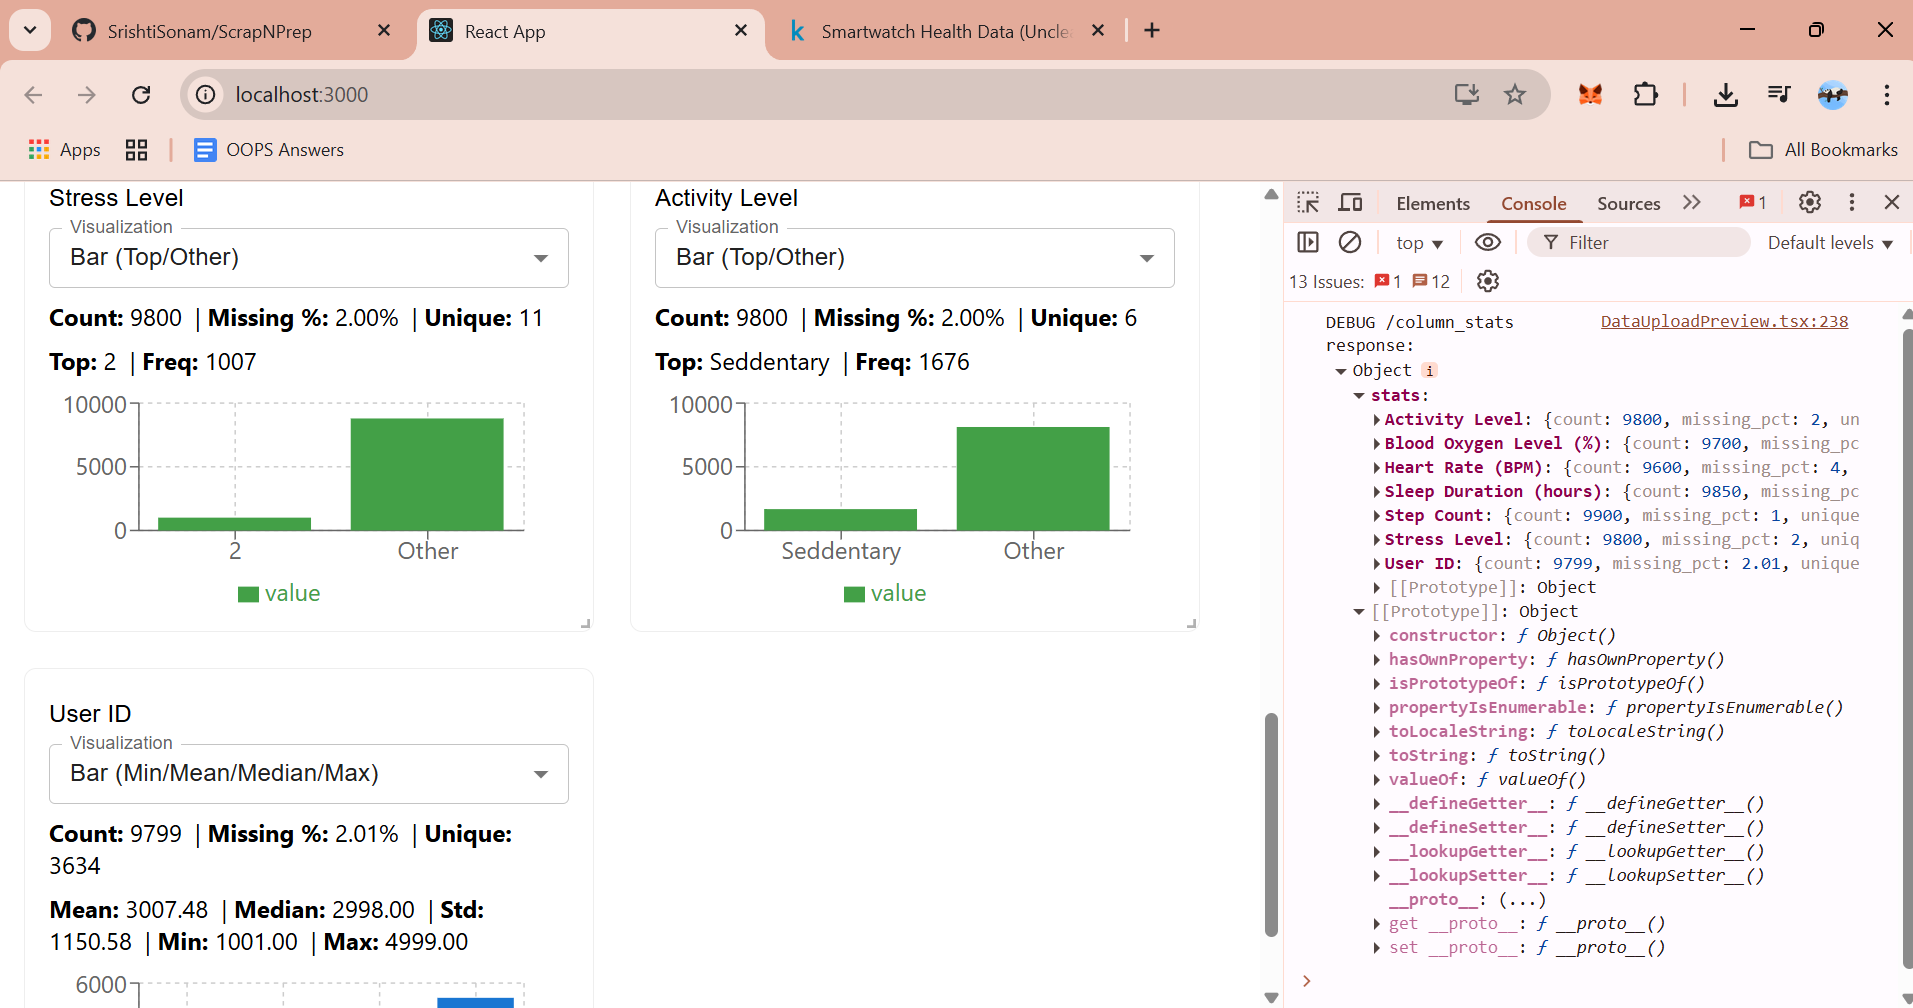 SrishtiSonam/ScrapNPrep
React App
Smartwatch Health Data (Uncle
localhost:3000
Apps
OOPS Answers
All Bookmarks
Stress Level
Visualization
Bar (Top/Other)
Count: 9800 | Missing %: 2.00% | Unique: 11
Top: 2 | Freq: 1007
10000
5000
0
2
Other
value
Activity Level
Visualization
Bar (Top/Other)
Count: 9800 | Missing %: 2.00% | Unique: 6
Top: Seddentary | Freq: 1676
10000
5000
0
Seddentary
Other
value
User ID
Visualization
Bar (Min/Mean/Median/Max)
Count: 9799 | Missing %: 2.01% | Unique:
3634
Mean: 3007.48 | Median: 2998.00 | Std:
1150.58 | Min: 1001.00 | Max: 4999.00
6000
Elements
Console
Sources
1
top
Filter
Default levels
13 Issues: 1 12
DEBUG /column_stats DataUploadPreview.tsx:238
response:
Object i
stats:
Activity Level: {count: 9800, missing_pct: 2, un
Blood Oxygen Level (%): {count: 9700, missing_pc
Heart Rate (BPM): {count: 9600, missing_pct: 4,
Sleep Duration (hours): {count: 9850, missing_pc
Step Count: {count: 9900, missing_pct: 1, unique
Stress Level: {count: 9800, missing_pct: 2, uniq
User ID: {count: 9799, missing_pct: 2.01, unique
[[Prototype]]: Object
[[Prototype]]: Object
constructor: ƒ Object()
hasOwnProperty: ƒ hasOwnProperty()
isPrototypeOf: ƒ isPrototypeOf()
propertyIsEnumerable: ƒ propertyIsEnumerable()
toLocaleString: ƒ toLocaleString()
toString: ƒ toString()
valueOf: ƒ valueOf()
__defineGetter__: ƒ __defineGetter__()
__defineSetter__: ƒ __defineSetter__()
__lookupGetter__: ƒ __lookupGetter__()
__lookupSetter__: ƒ __lookupSetter__()
__proto__: (...)
get __proto__: ƒ __proto__()
set __proto__: ƒ __proto__()